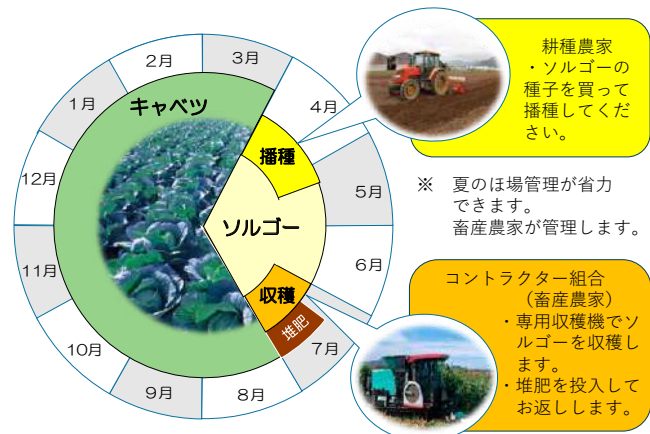 3月
2月
4月
1月
キャベツ
12月
播種
5月
ソルゴー
11月
6月
収穫
堆肥
10月
7月
9月
8月
耕種農家
・ソルゴーの
種子を買って
播種してくだ
さい。
※ 夏のほ場管理が省力
できます。
畜産農家が管理します。
コントラクター組合
(畜産農家)
・専用収穫機でソ
ルゴーを収穫し
ます。
・堆肥を投入して
お返しします。